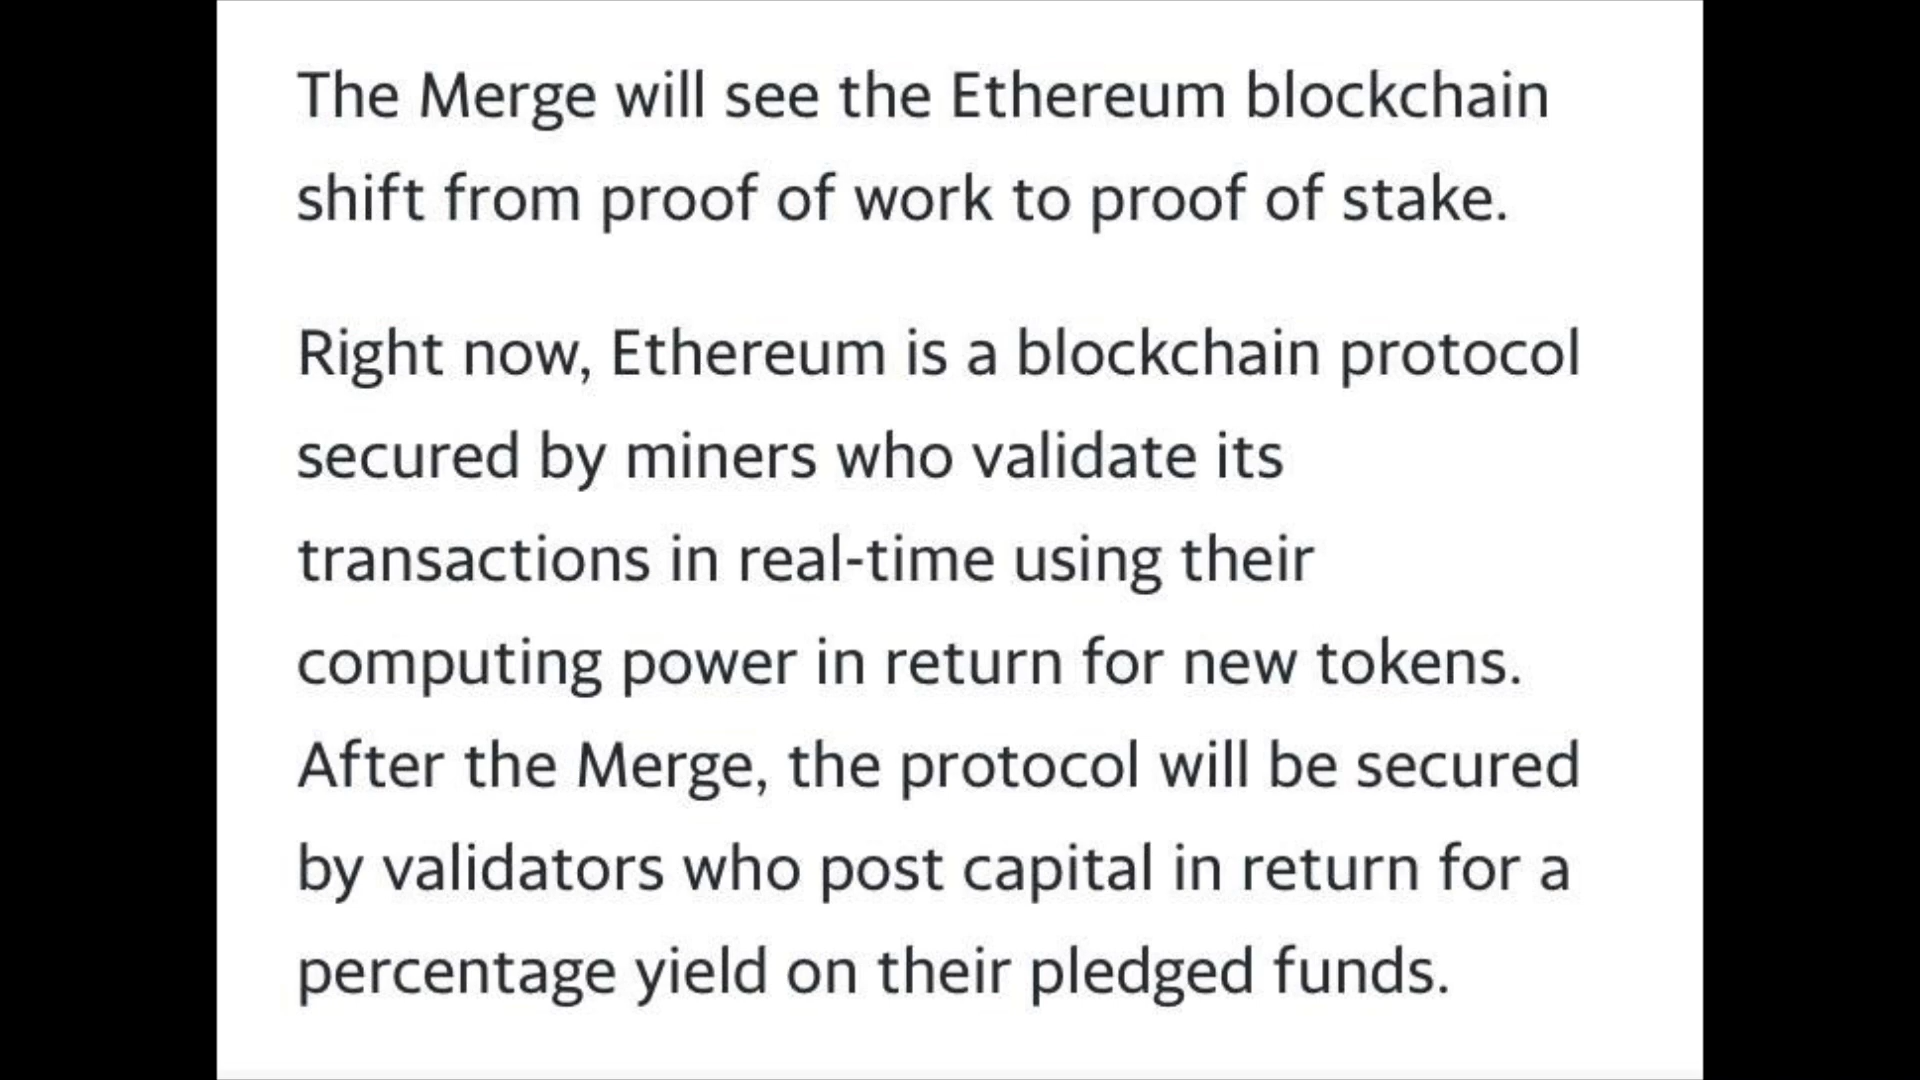 The Merge will see the Ethereum blockchain
shift from proof of work to proof of stake.
Right now, Ethereum is a blockchain protocol
secured by miners who validate its
transactions in real-time using their
computing power in return for new tokens.
After the Merge, the protocol will be secured
by validators who post capital in return for a
percentage yield on their pledged funds.